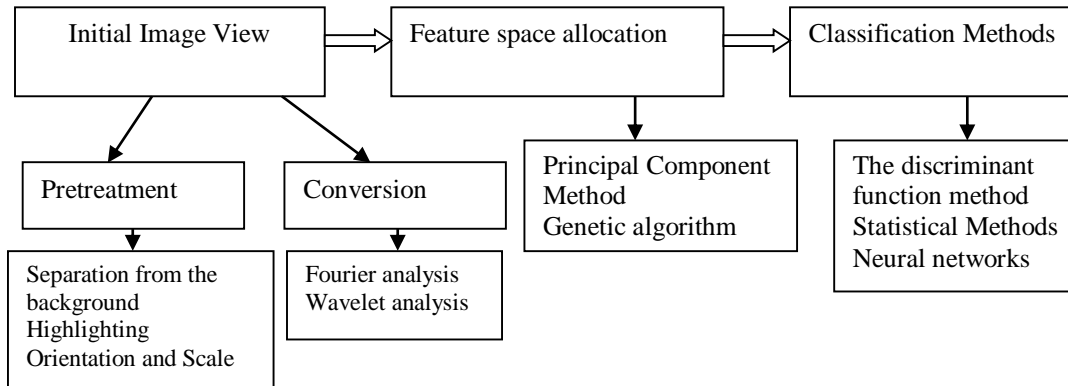 Initial Image View
Feature space allocation
Classification Methods
Pretreatment
Conversion
Principal Component
Method
Genetic algorithm
The discriminant
function method
Statistical Methods
Neural networks
Separation from the
background
Highlighting
Orientation and Scale
Fourier analysis
Wavelet analysis